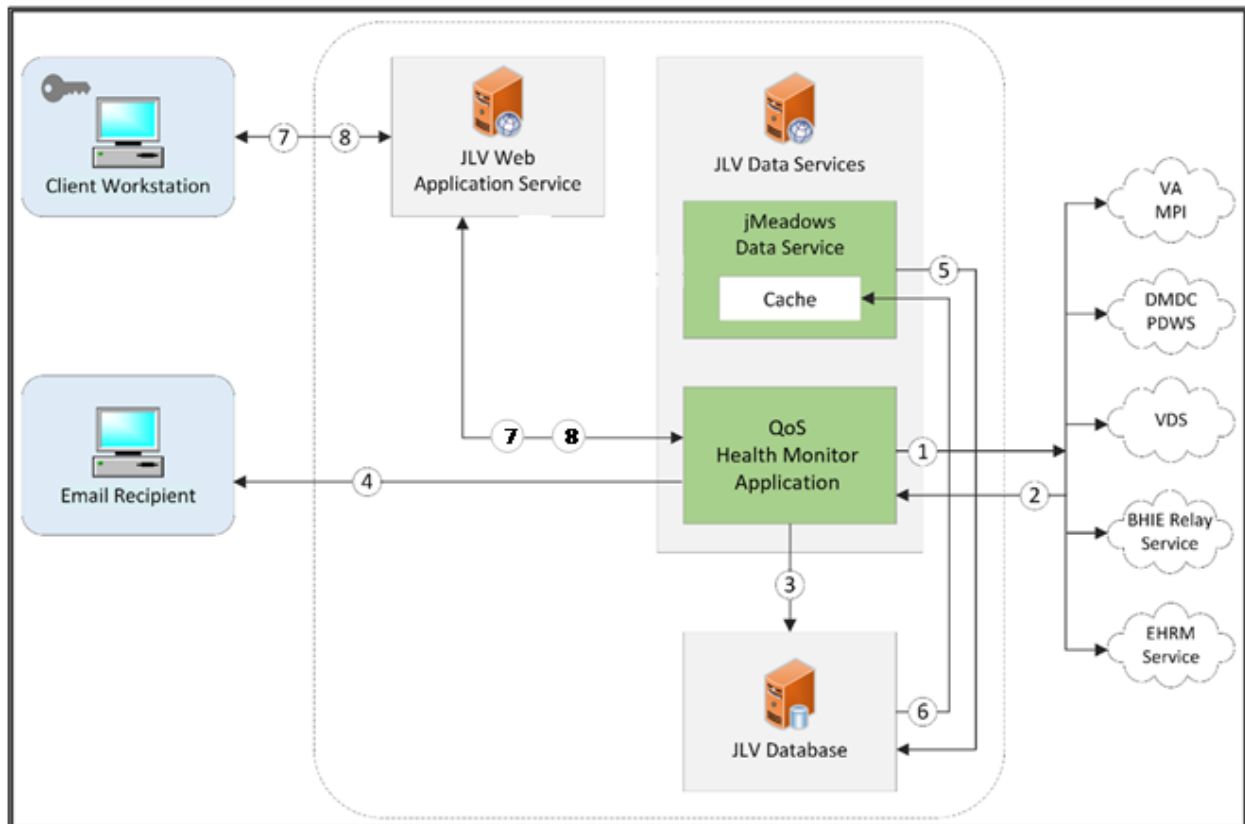 Client Workstation
7
8
JLV Web
Application Service
JLV Data Services
jMeadows
Data Service
Cache
5
VA
MPI
DMDC
PDWS
VDS
BHIE Relay
Service
EHRM
Service
7
8
QoS
Health Monitor
Application
1
2
Email Recipient
4
3
6
JLV Database